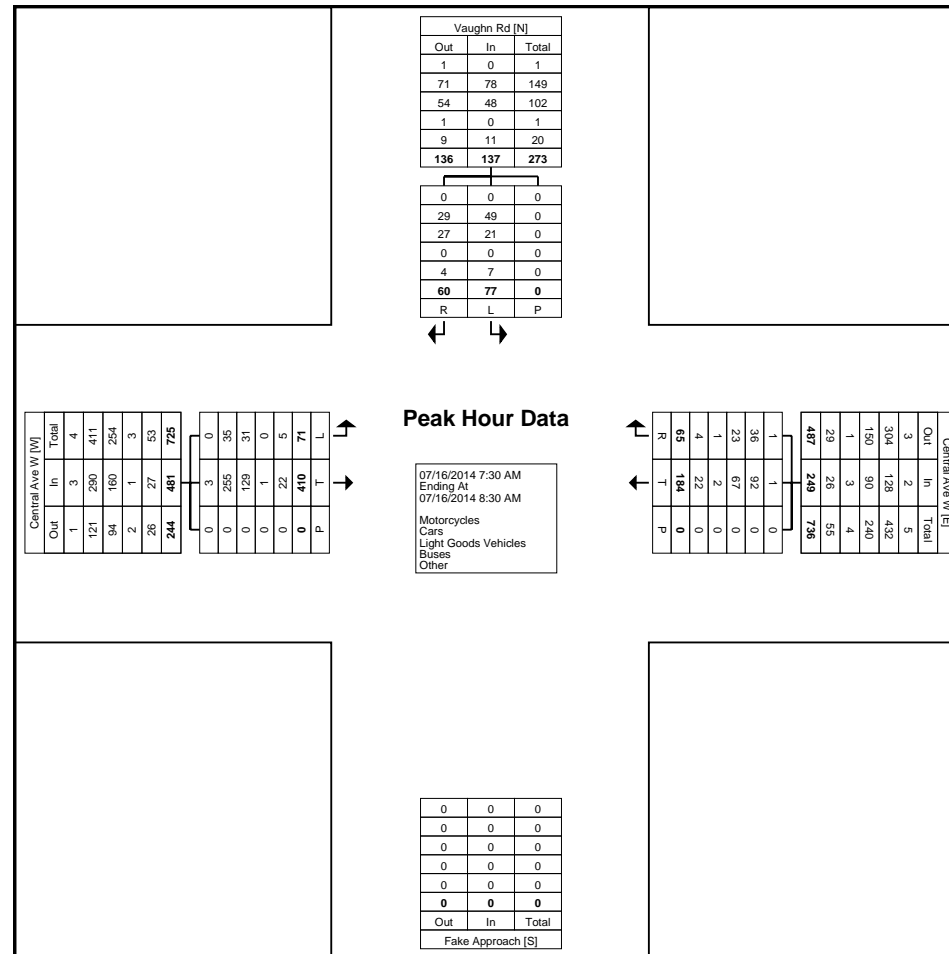 Vaughn Rd [N]
Out In Total
1 0 1
71 78 149
54 48 102
1 0 1
9 11 20
136 137 273
0 0 0
29 49 0
27 21 0
0 0 0
4 7 0
60 77 0
R L P
Central Ave W [W]
Out In Total
1 3 4
121 290 411
94 160 254
2 1 3
26 27 53
244 481 725
0 3 0
0 255 35
0 129 31
0 1 0
0 22 5
0 410 71
P T L
Peak Hour Data
07/16/2014 7:30 AM
Ending At
07/16/2014 8:30 AM
Motorcycles
Cars
Light Goods Vehicles
Buses
Other
Central Ave W [E]
Out In Total
3 2 5
304 128 432
150 90 240
1 3 4
29 26 55
487 249 736
1 1 0
36 92 0
23 67 0
1 2 0
4 22 0
65 184 0
R T P
0 0 0
0 0 0
0 0 0
0 0 0
0 0 0
0 0 0
Out In Total
Fake Approach [S]